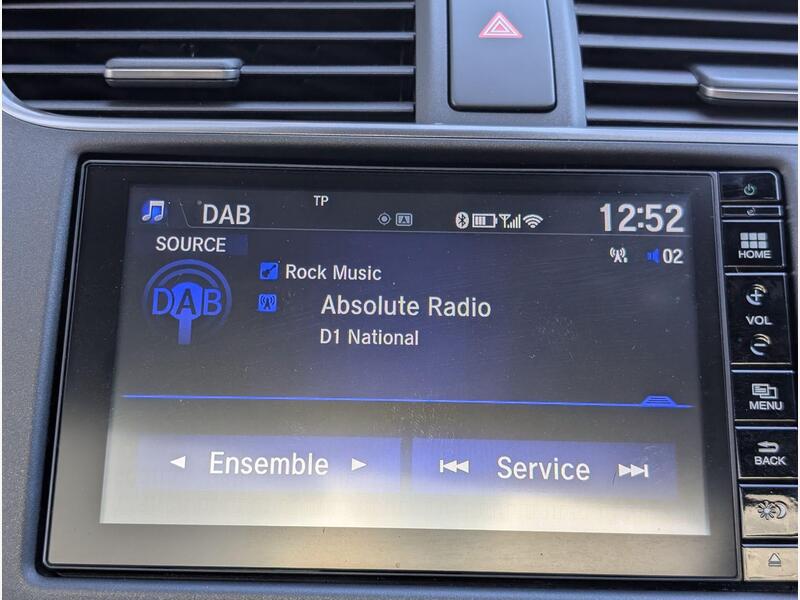 TP
DAB
12:52
SOURCE
02
HOME
Rock Music
DAB
Absolute Radio
VOL
D1 National
MENU
Ensemble
Service
BACK